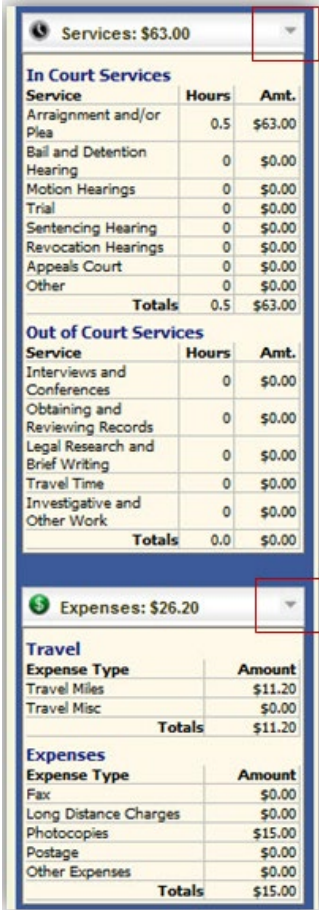 Services: $63.00
In Court Services
Service Hours Amt.
Arraignment and/or
Plea 0.5 $63.00
Bail and Detention
Hearing 0 $0.00
Motion Hearings 0 $0.00
Trial 0 $0.00
Sentencing Hearing 0 $0.00
Revocation Hearings 0 $0.00
Appeals Court 0 $0.00
Other 0 $0.00
Totals 0.5 $63.00
Out of Court Services
Service Hours Amt.
Interviews and
Conferences 0 $0.00
Obtaining and
Reviewing Records 0 $0.00
Legal Research and
Brief Writing 0 $0.00
Travel Time 0 $0.00
Investigative and
Other Work 0 $0.00
Totals 0.0 $0.00
$ Expenses: $26.20
Travel
Expense Type Amount
Travel Miles $11.20
Travel Misc $0.00
Totals $11.20
Expenses
Expense Type Amount
Fax $0.00
Long Distance Charges $0.00
Photocopies $15.00
Postage $0.00
Other Expenses $0.00
Totals $15.00